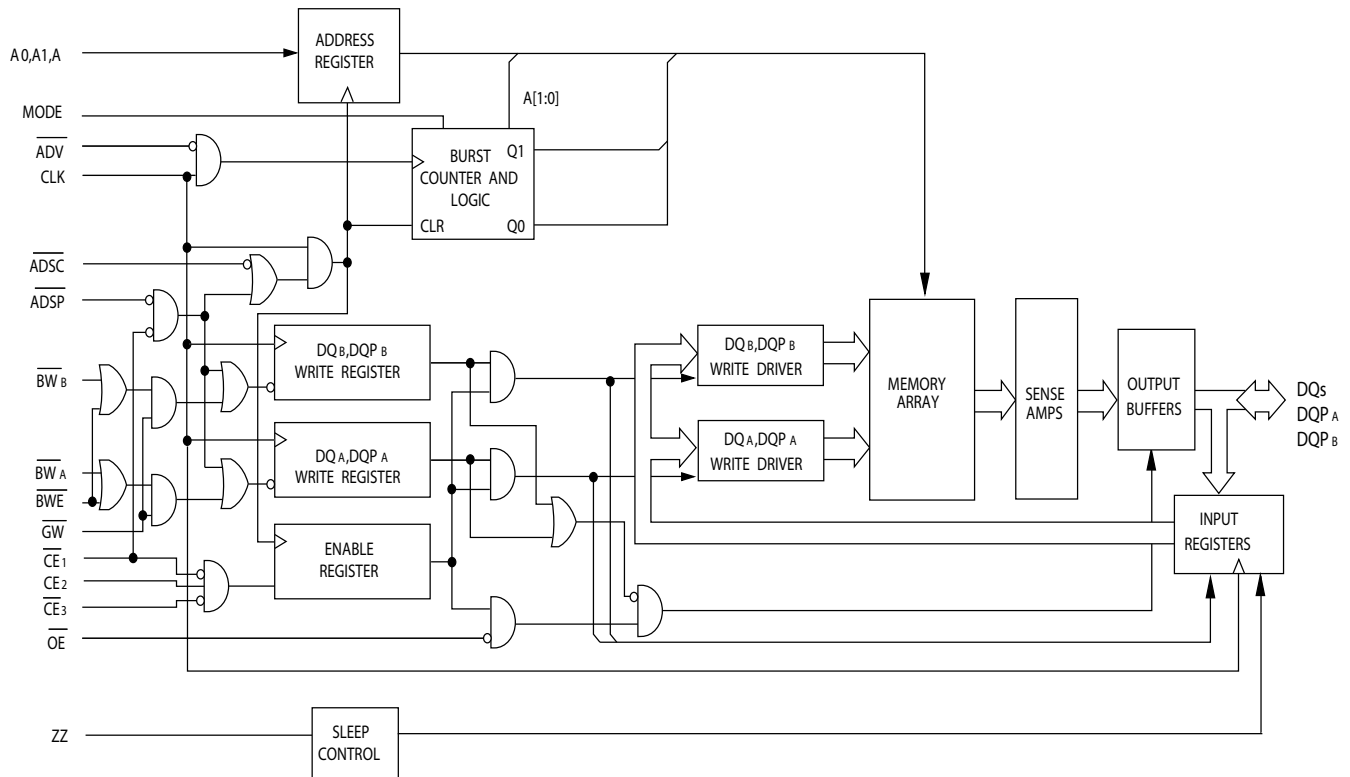 A0,A1,A
ADDRESS
REGISTER
MODE
A[1:0]
ADV
CLK
BURST
COUNTER AND
LOGIC
Q1
CLR
Q0
ADSC
ADSP
DQB,DQPB
WRITE REGISTER
DQB,DQPB
WRITE DRIVER
MEMORY
ARRAY
SENSE
AMPS
OUTPUT
BUFFERS
DQs
DQPA
DQPB
BWB
DQA,DQPA
WRITE REGISTER
DQA,DQPA
WRITE DRIVER
BWA
BWE
GW
CE1
CE2
CE3
ENABLE
REGISTER
INPUT
REGISTERS
OE
ZZ
SLEEP
CONTROL